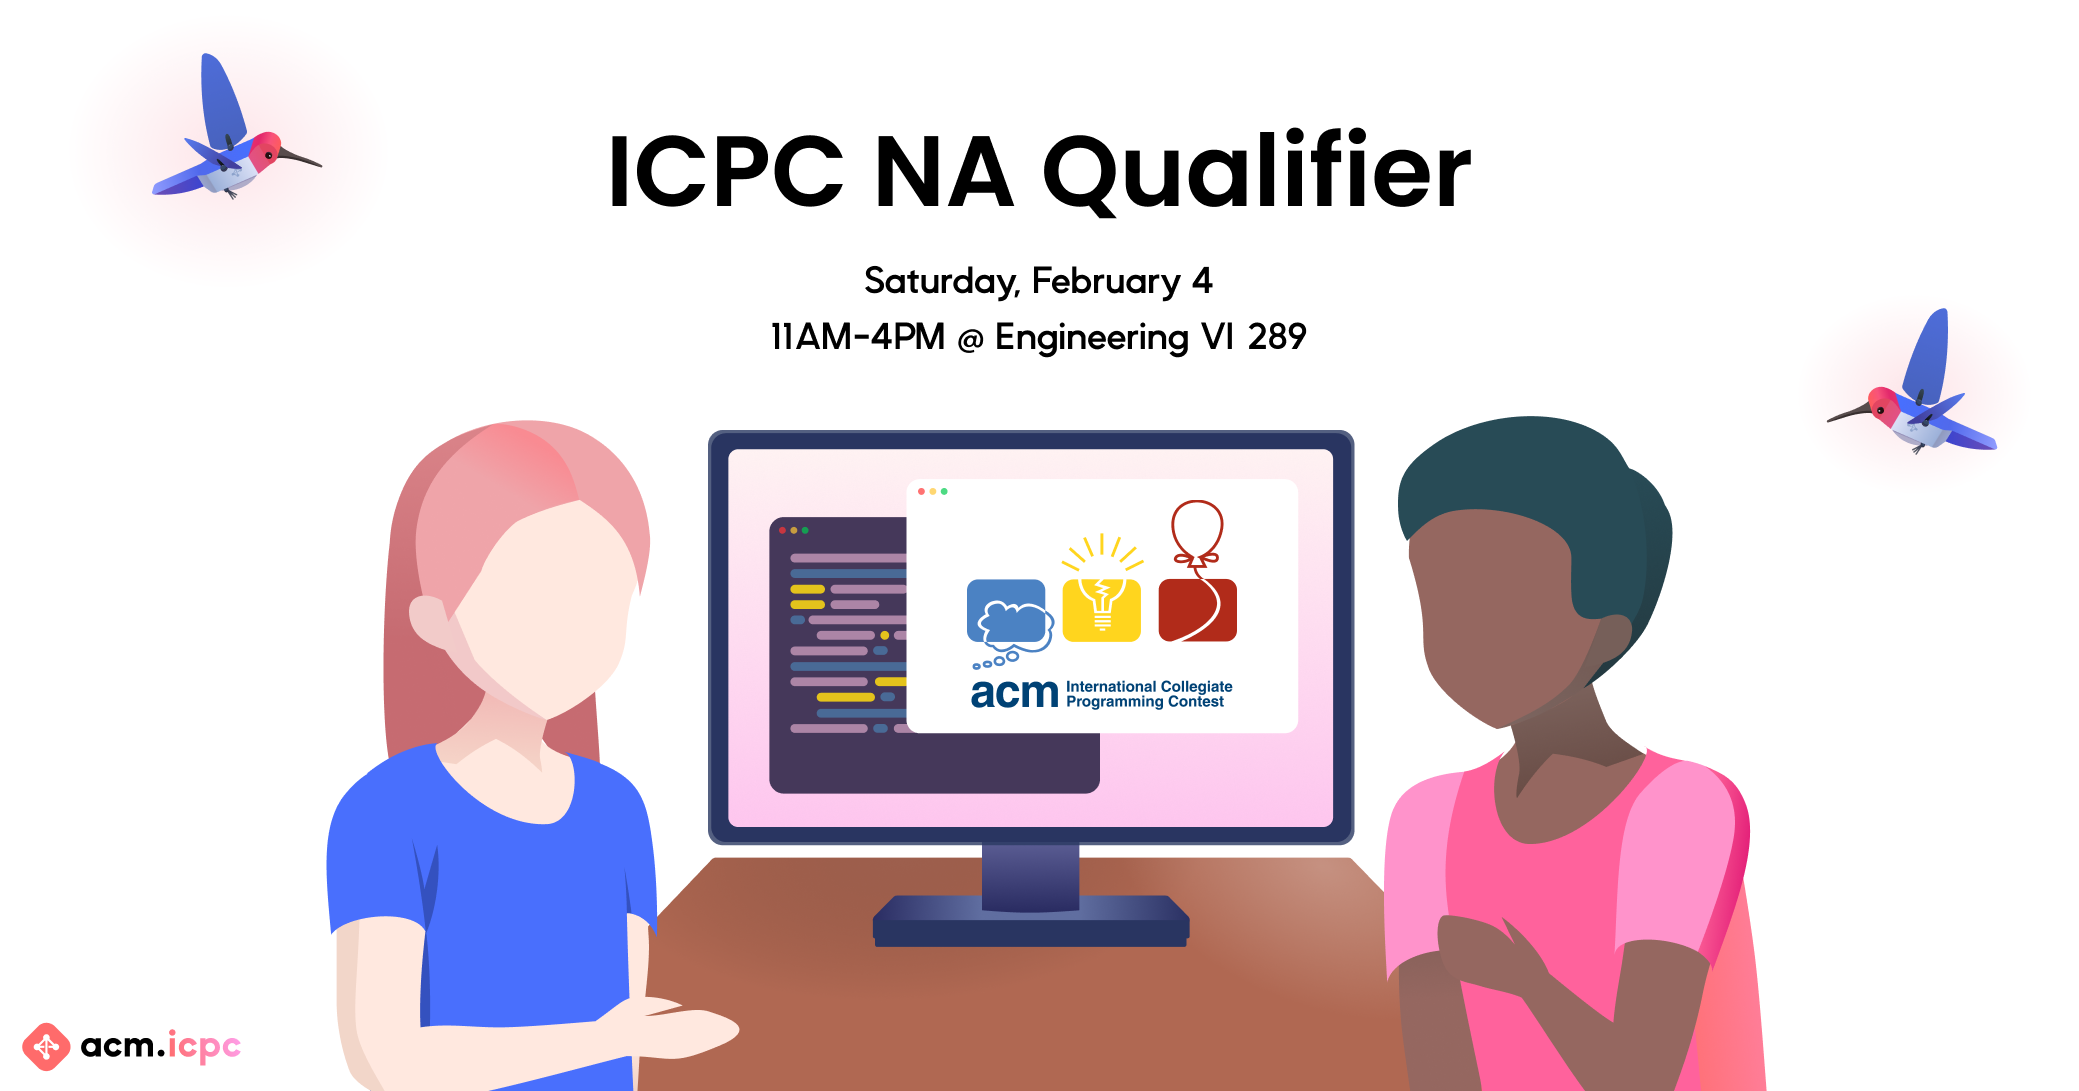 ICPC NA Qualifier
Saturday, February 4
11AM-4PM @ Engineering VI 289
acm International Collegiate
Programming Contest
acm.icpc